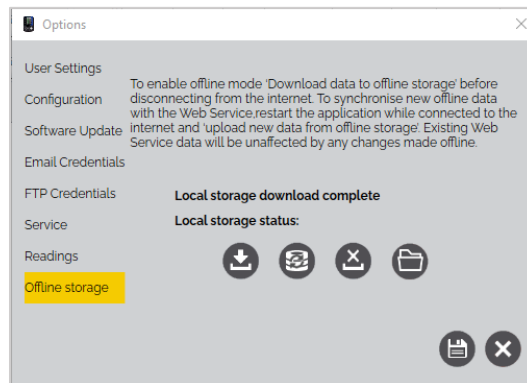 Options
User Settings
Configuration
Software Update
Email Credentials
FTP Credentials
Service
Readings
Offline storage
To enable offline mode 'Download data to offline storage' before
disconnecting from the internet. To synchronise new offline data
with the Web Service,restart the application while connected to the
internet and 'upload new data from offline storage'. Existing Web
Service data will be unaffected by any changes made offline.
Local storage download complete
Local storage status: